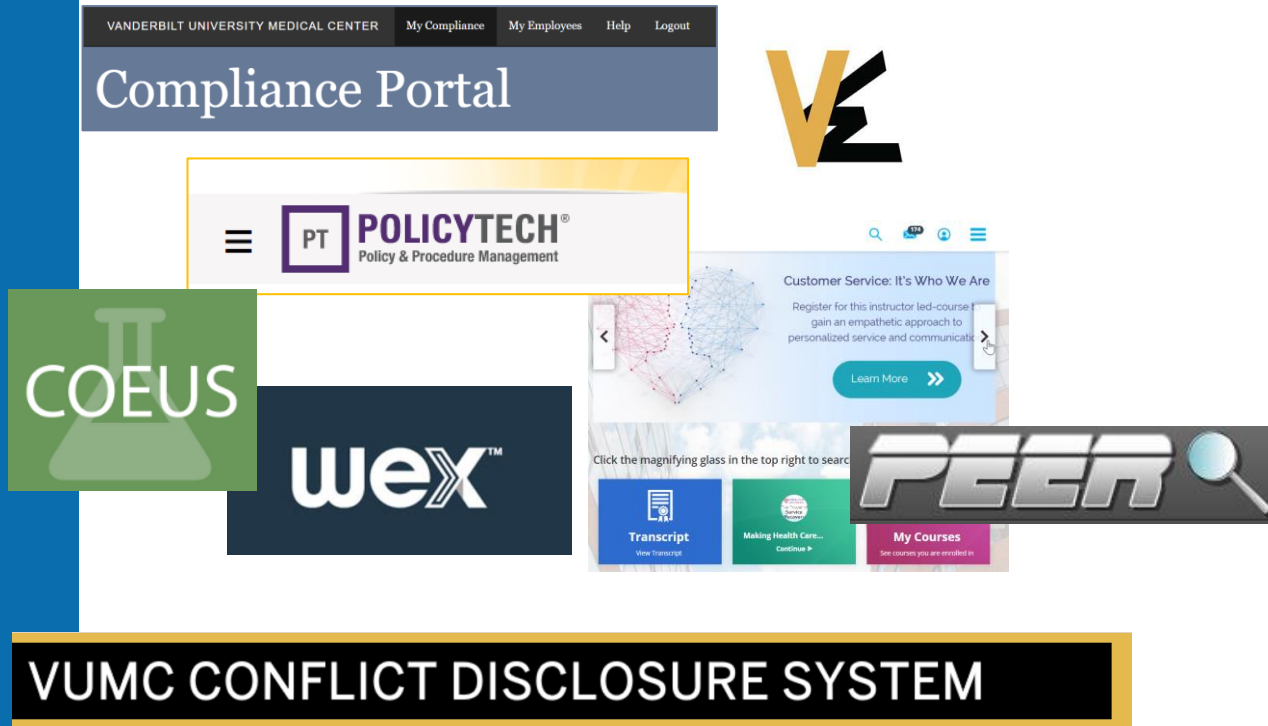 VANDERBILT UNIVERSITY MEDICAL CENTER My Compliance My Employees Help Logout
Compliance Portal
VE
PT POLICYTECH®
Policy & Procedure Management
174
Customer Service: It's Who We Are
Register for this instructor led-course
gain an empathetic approach to
personalized service and
Learn More
COEUS
wex™
Click the magnifying glass in the top right to
PEER
Transcript
View Transcript
Making Health Care...
Continue >
My Courses
See courses you are enrolled in
VUMC CONFLICT DISCLOSURE SYSTEM